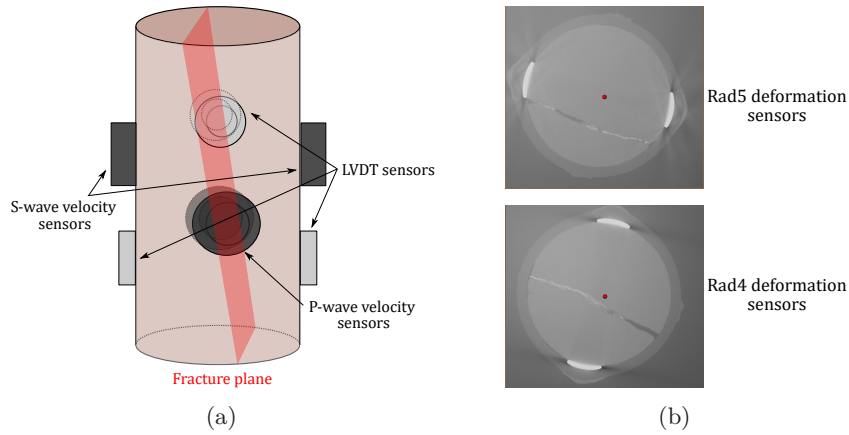 LVDT sensors
S-wave velocity
sensors
P-wave velocity
sensors
Fracture plane
(a)
Rad5 deformation
sensors
Rad4 deformation
sensors
(b)